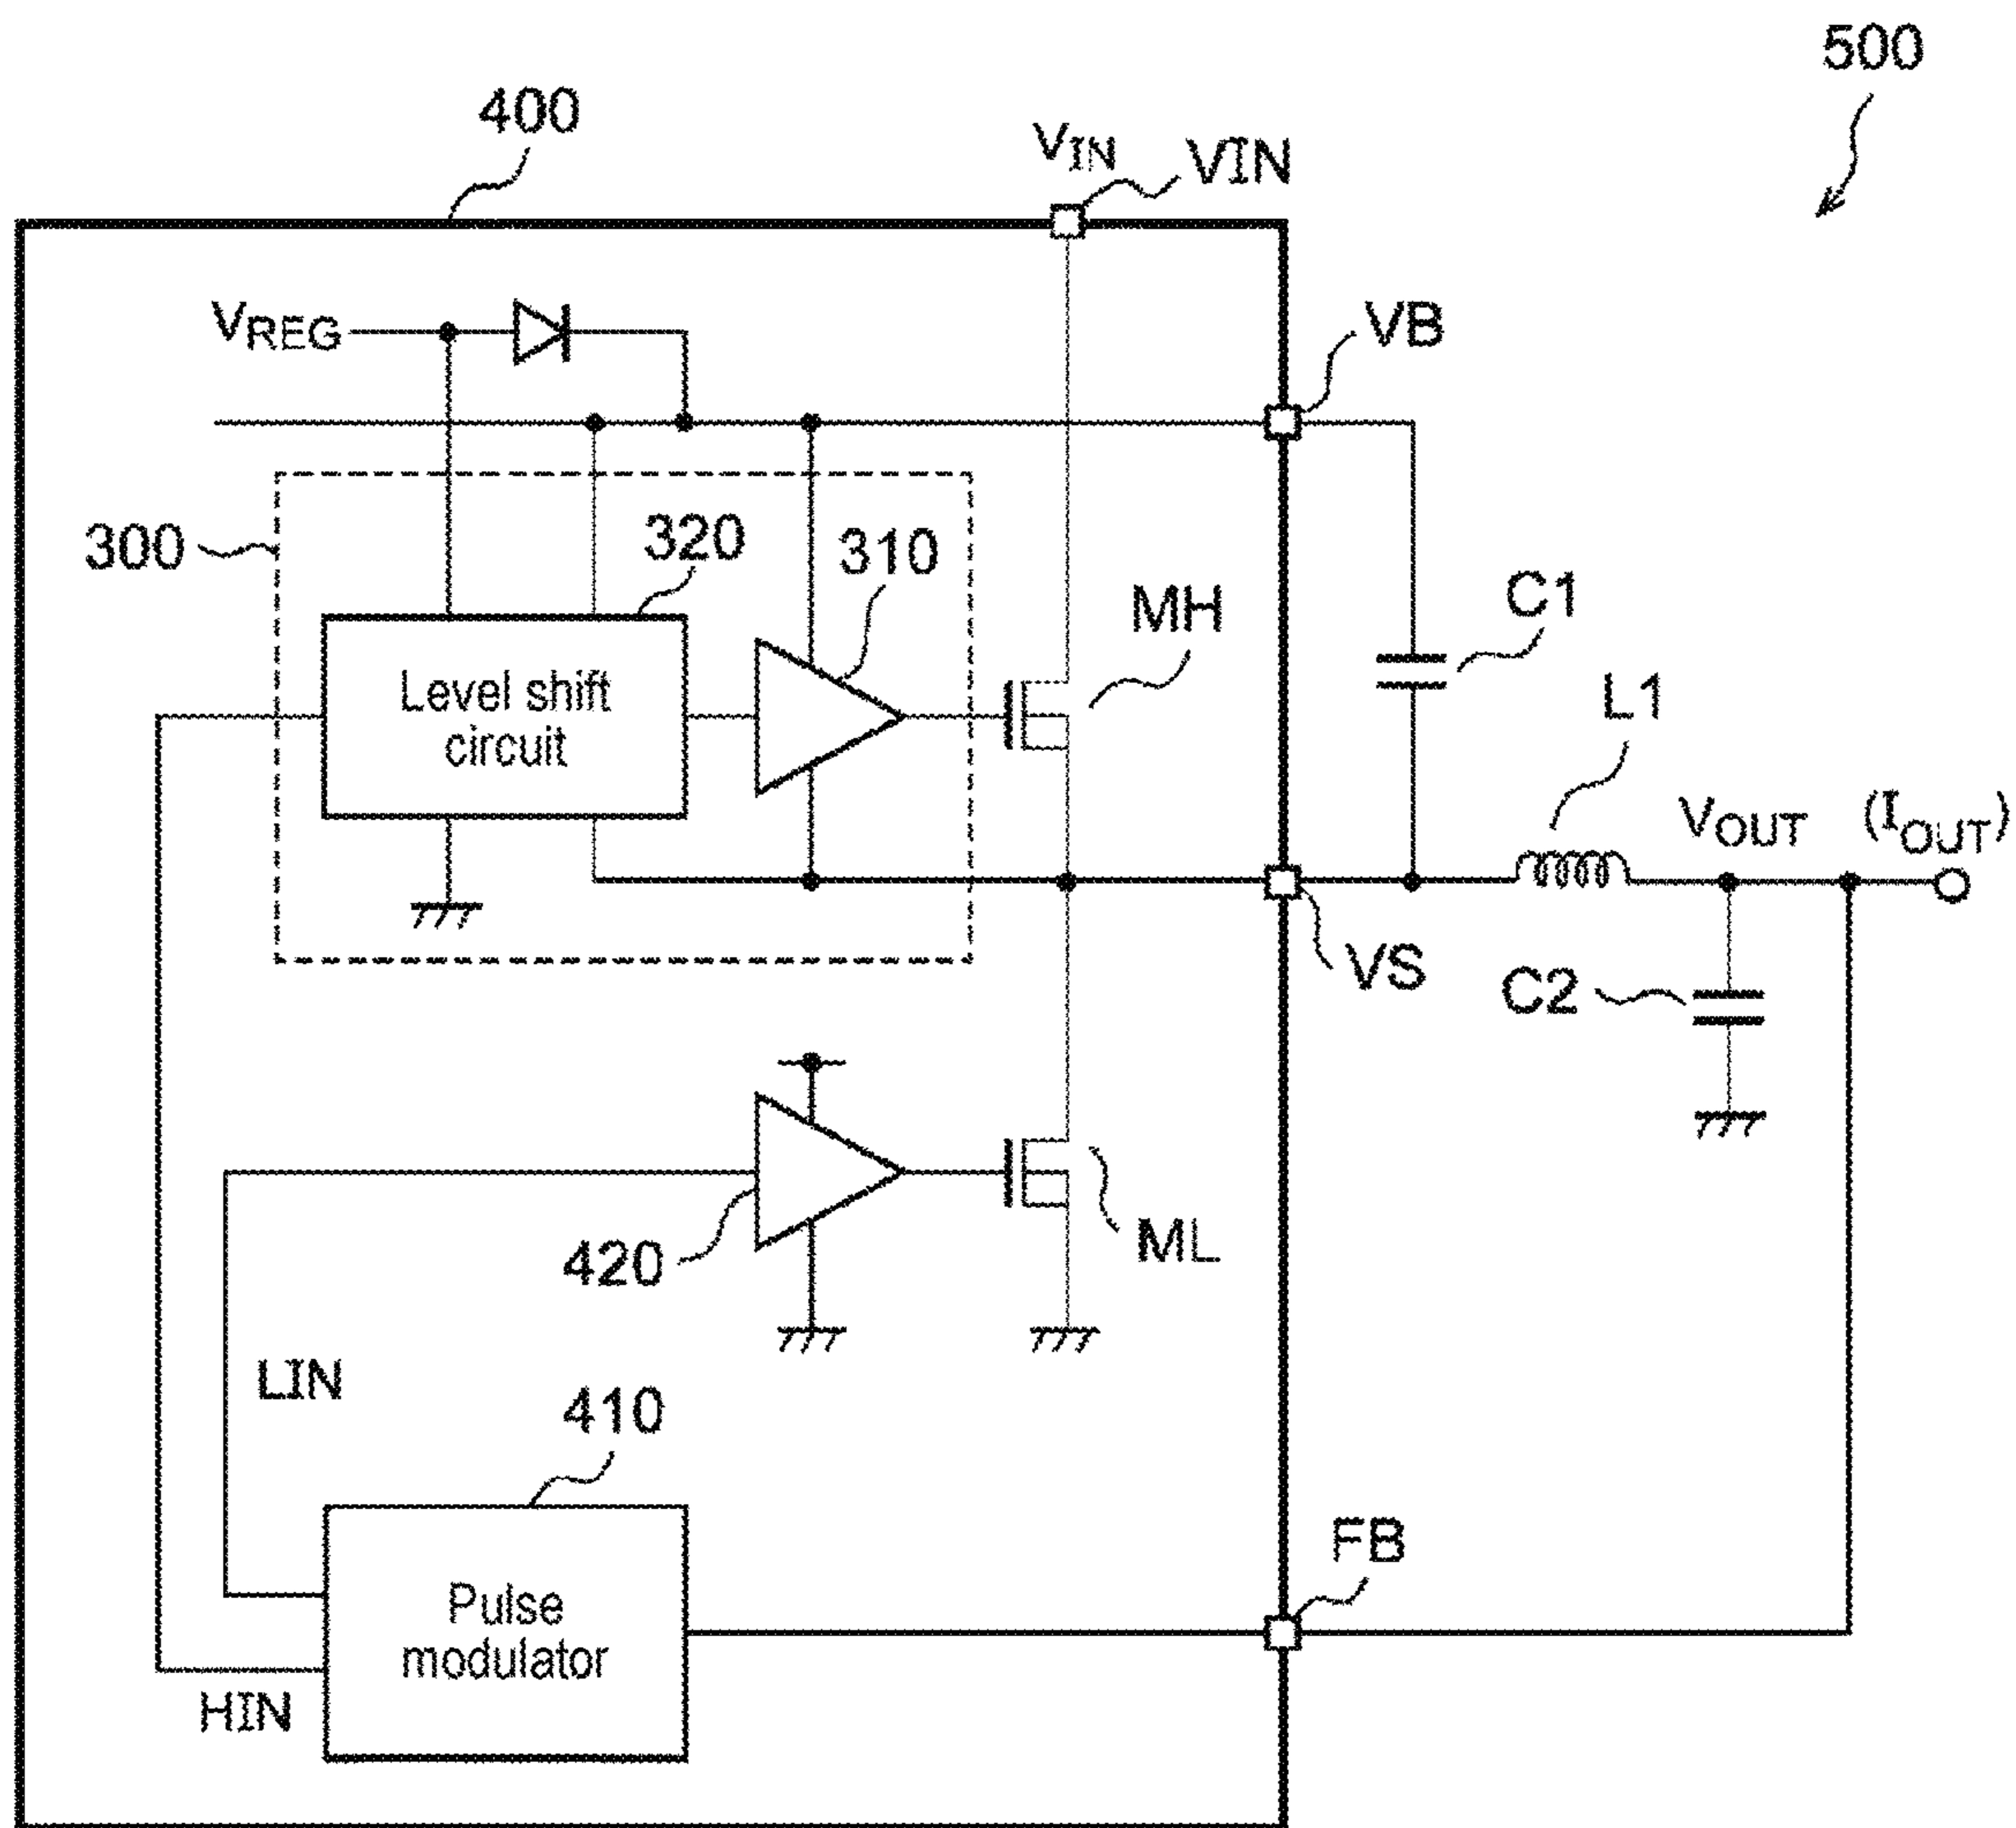 500
400
VIN
VIN
VREG
VB
300
320
310
MH
C1
L1
Level shift
circuit
VOUT
(IOUT)
VS
C2
420
ML
LIN
410
FB
Pulse
modulator
HIN